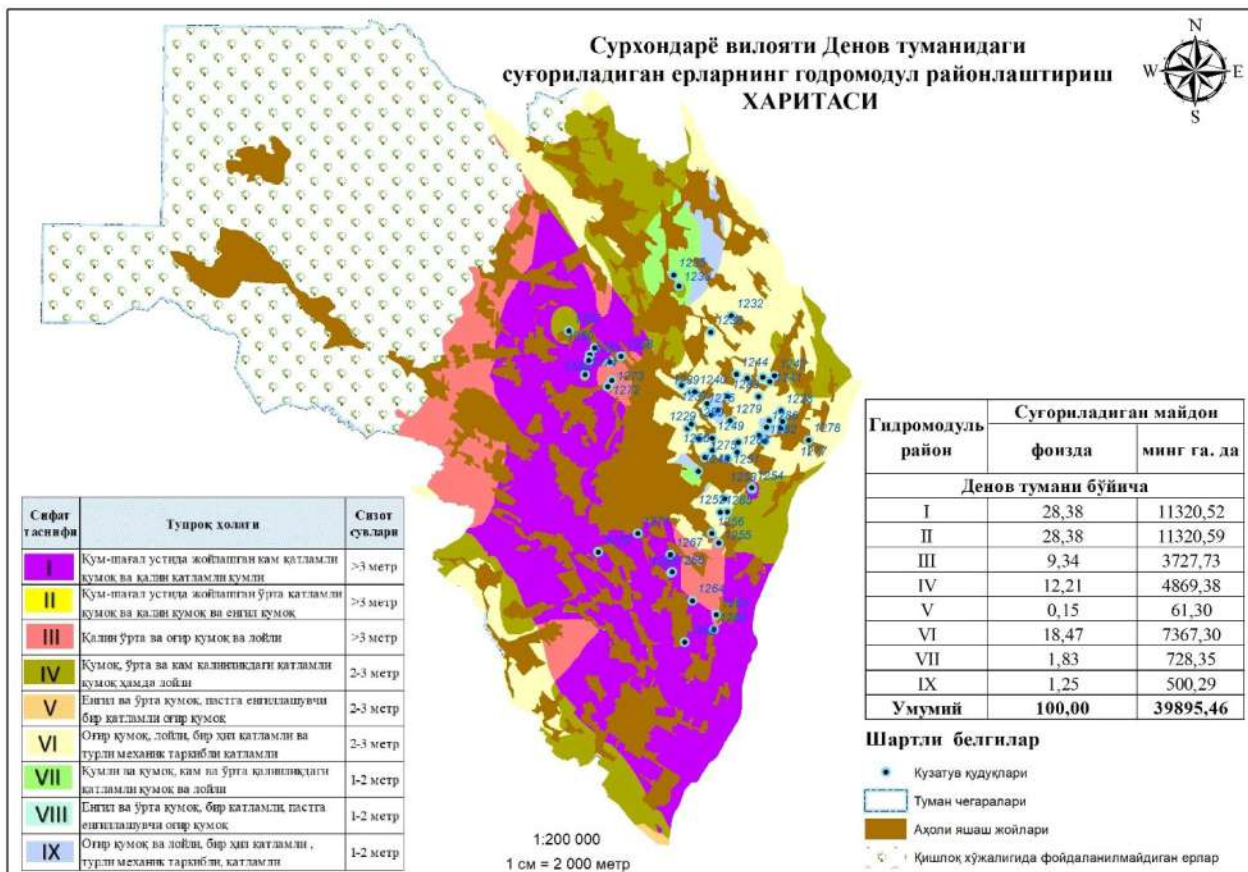 Сурхондарё вилояти Денов туманидаги
суғориладиган ерларнинг годромодул районлаштириш
ХАРИТАСИ
N
W E
S
1232
1244
1240
1279
1229
1249
1278
1254
1256
1255
1267
1264
1273
1272
Гидромодуль район
Суғориладиган майдон
фоизда
минг га. да
Денов тумани бўйича
I 28,38 11320,52
II 28,38 11320,59
III 9,34 3727,73
IV 12,21 4869,38
V 0,15 61,30
VI 18,47 7367,30
VII 1,83 728,35
IX 1,25 500,29
Умумий 100,00 39895,46
Сифат таснифи
Тупроқ ҳолати
Сизот сувлари
I
Қум-шағал устида жойлашган кам қатламли
қумоқ ва қалин қатламли қумли
>3 метр
II
Қум-шағал устида жойлашган ўрта қатламли
қумоқ ва қалин қумоқ ва енгил қумоқ
>3 метр
III
Қалин ўрта ва оғир қумоқ ва лойли
>3 метр
IV
Қумоқ, ўрта ва кам қалинликдаги қатламли
қумоқ ҳамда лойли
2-3 метр
V
Енгил ва ўрта қумоқ, пастга енгиллашувчи
бир қатламли оғир қумоқ
2-3 метр
VI
Оғир қумоқ, лойли, бир ҳил қатламли ва
турли механик таркибли қатламли
2-3 метр
VII
Қумли ва қумоқ, кам ва ўрта қалинликдаги
қатламли қумоқ ва лойли
1-2 метр
VIII
Енгил ва ўрта қумоқ, бир қатламли, пастга
енгиллашувчи оғир қумоқ
1-2 метр
IX
Оғир қумоқ ва лойли, бир ҳил қатламли ,
турли механик таркибли, қатламли
1-2 метр
1:200 000
1 см = 2 000 метр
Шартли белгилар
Кузатув қудуқлари
Туман чегаралари
Аҳоли яшаш жойлари
Қишлоқ хўжалигида фойдаланилмайдиган ерлар